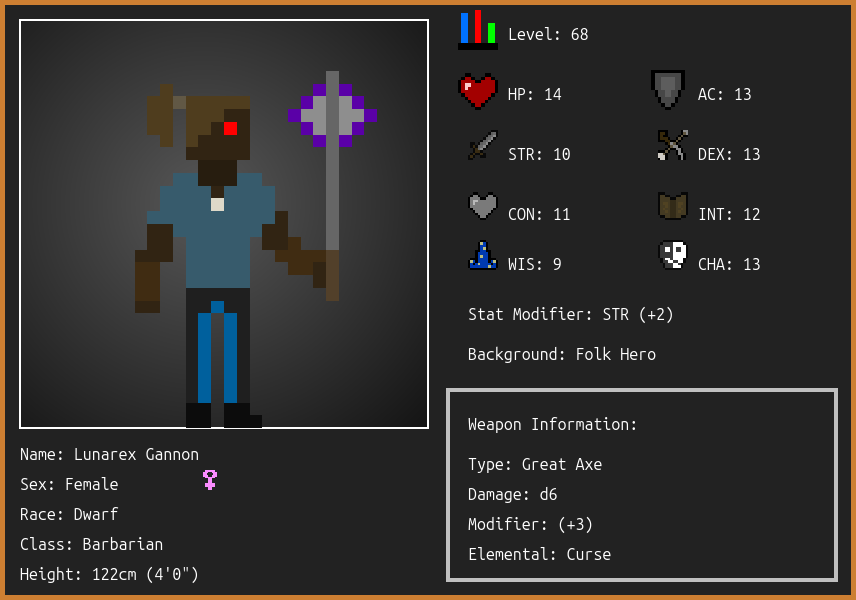 Level: 68
HP: 14
AC: 13
STR: 10
DEX: 13
CON: 11
INT: 12
WIS: 9
CHA: 13
Stat Modifier: STR (+2)
Background: Folk Hero
Weapon Information:
Type: Great Axe
Damage: d6
Modifier: (+3)
Elemental: Curse
Name: Lunarex Gannon
Sex: Female
Race: Dwarf
Class: Barbarian
Height: 122cm (4'0")